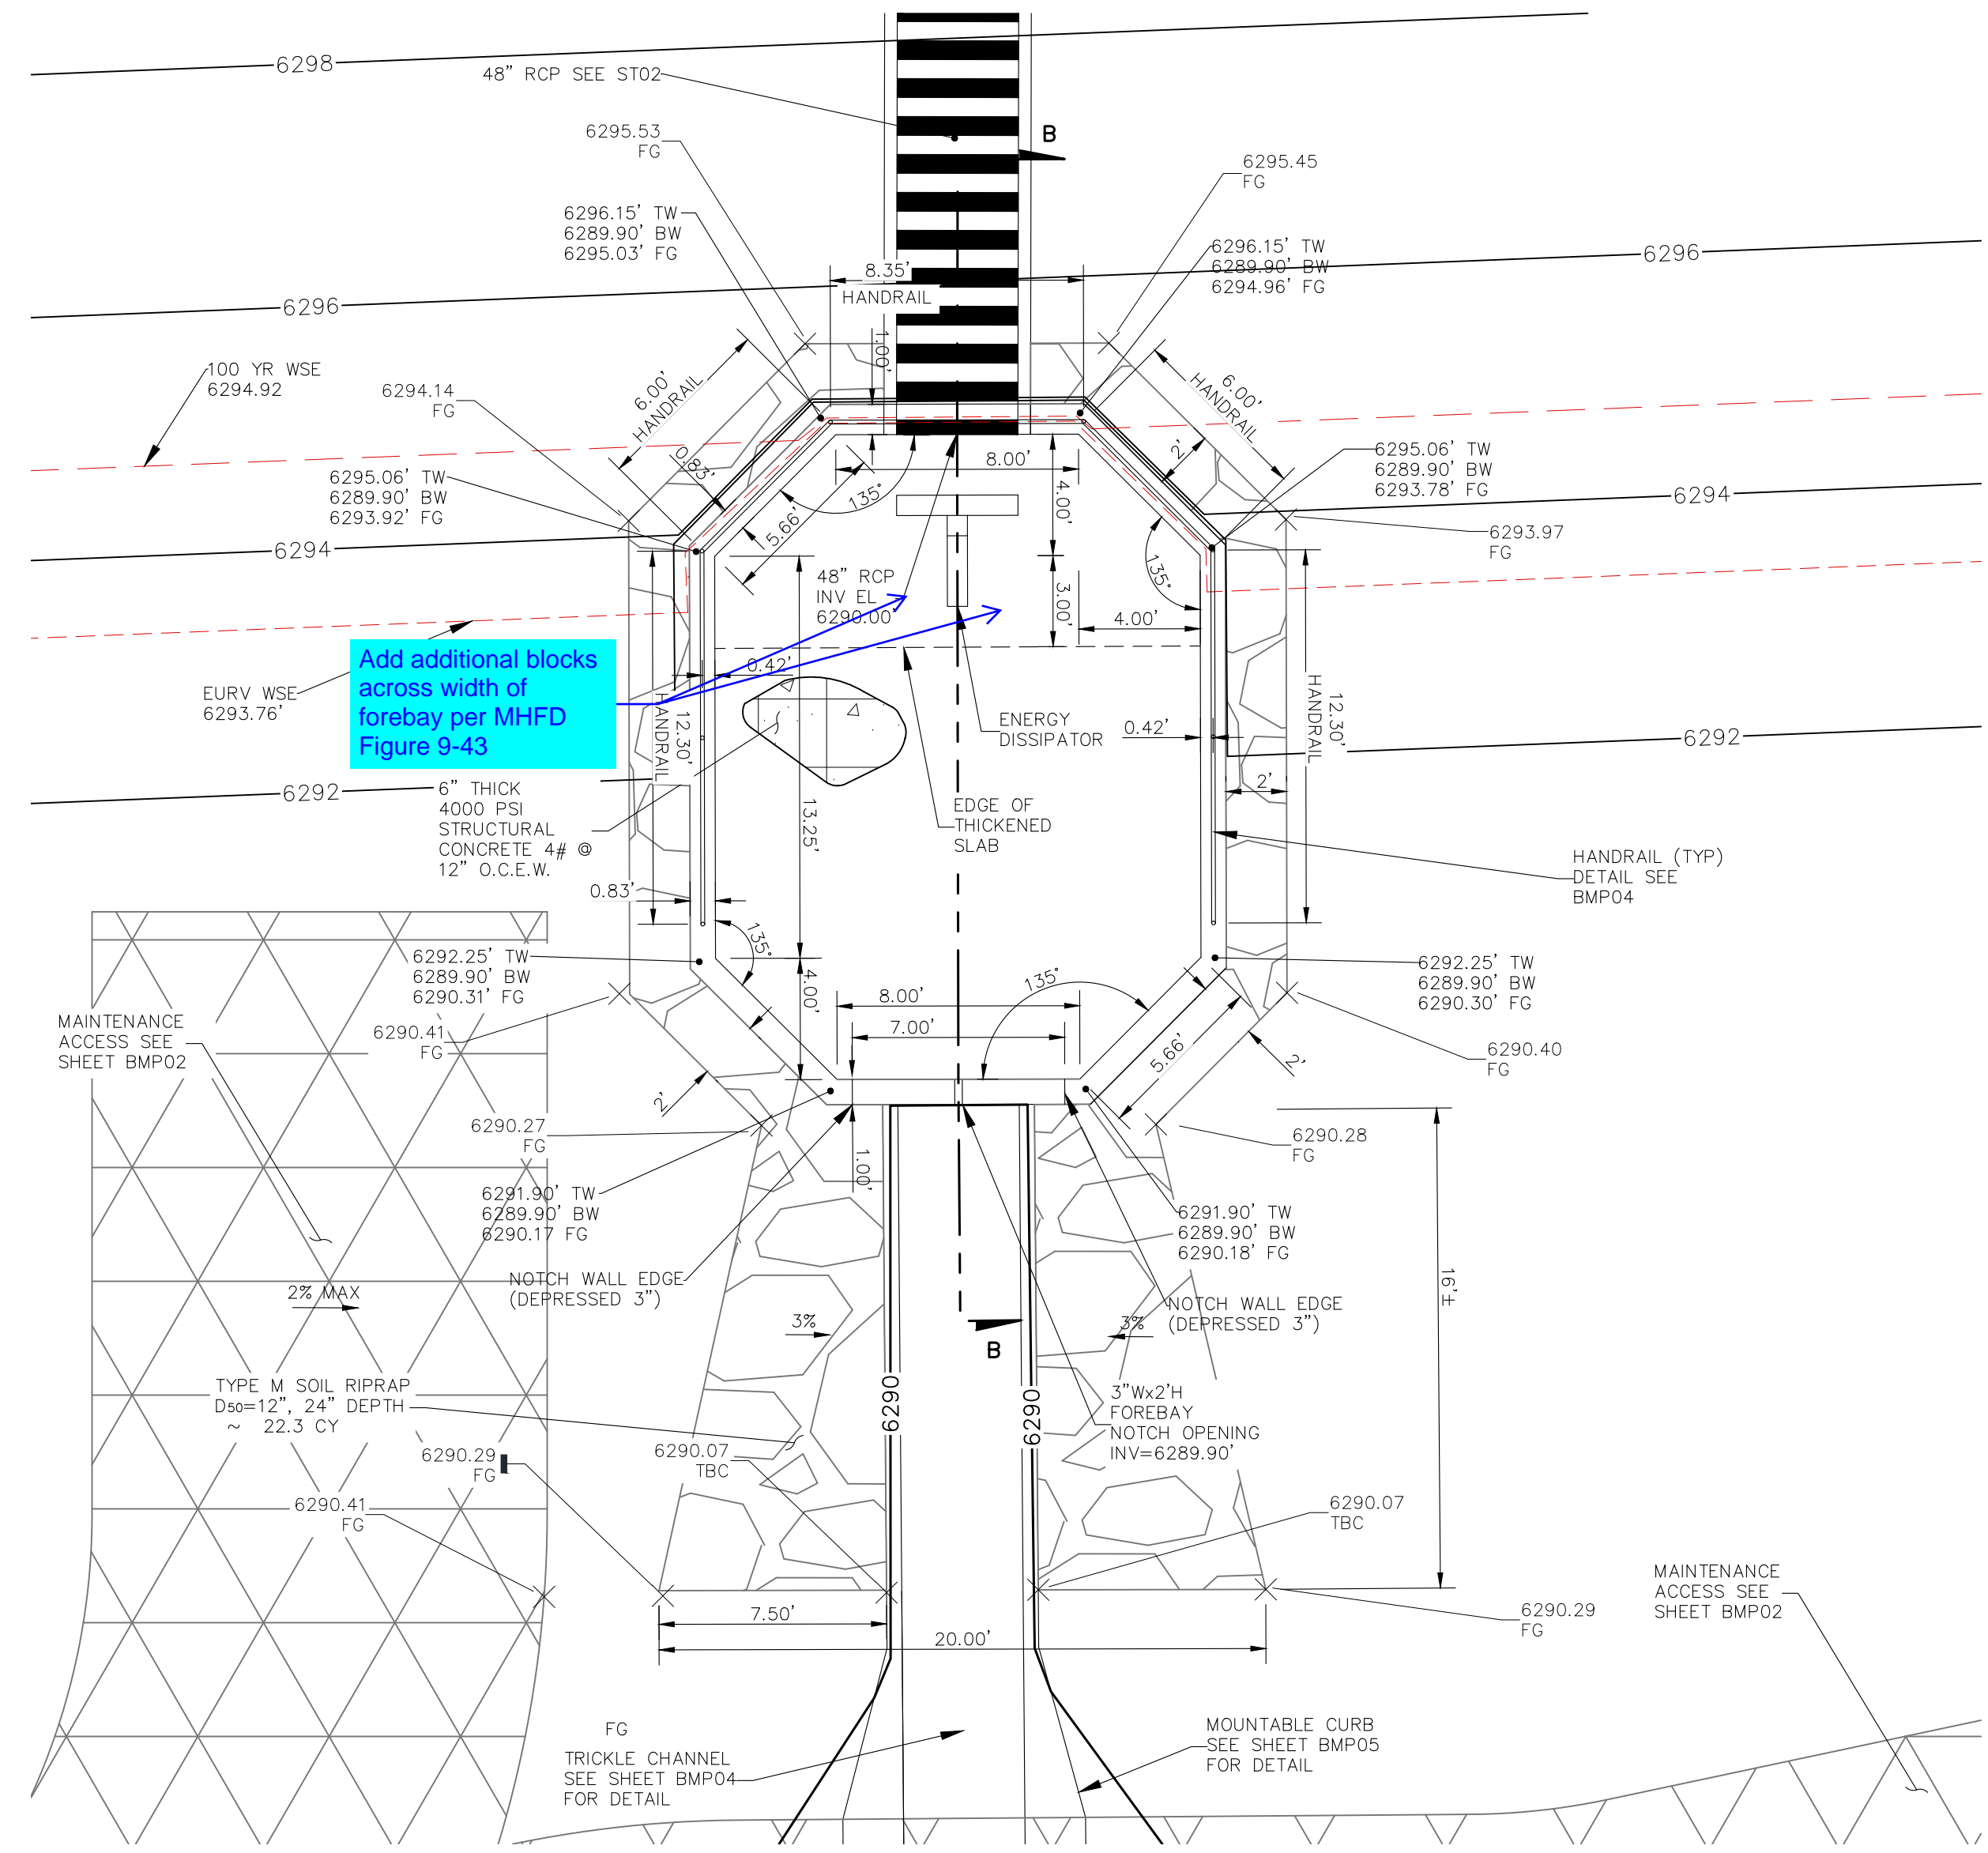 6298
48" RCP SEE ST02
6295.53
FG
B
6295.45
FG
6296.15' TW
6289.90' BW
6295.03' FG
6296.15' TW
6289.90' BW
6294.96' FG
6296
8.35'
HANDRAIL
6296
1.00'
100 YR WSE
6294.92
6294.14
FG
6.00'
HANDRAIL
6.00'
HANDRAIL
0.83'
2'
6295.06' TW
6289.90' BW
6293.92' FG
8.00'
135°
5.66'
4.00'
6295.06' TW
6289.90' BW
6293.78' FG
6294
6294
6293.97
FG
135°
48" RCP
INV EL
6290.00'
3.00'
4.00'
Add additional blocks
across width of
forebay per MHFD
Figure 9-43
EURV WSE
6293.76'
0.42'
12.30'
HANDRAIL
ENERGY
DISSIPATOR
0.42'
12.30'
HANDRAIL
6292
6292
2'
6" THICK
4000 PSI
STRUCTURAL
CONCRETE 4# @
12" O.C.E.W.
13.25'
EDGE OF
THICKENED
SLAB
HANDRAIL (TYP)
DETAIL SEE
BMP04
0.83'
135°
6292.25' TW
6289.90' BW
6290.31' FG
4.00'
8.00'
135°
7.00'
6292.25' TW
6289.90' BW
6290.30' FG
MAINTENANCE
ACCESS SEE
SHEET BMP02
6290.41
FG
5.66'
2'
6290.40
FG
2'
6290.27
FG
1.00'
6290.28
FG
6291.90' TW
6289.90' BW
6290.17 FG
6291.90' TW
6289.90' BW
6290.18' FG
NOTCH WALL EDGE
(DEPRESSED 3")
2% MAX
3%
B
3%
NOTCH WALL EDGE
(DEPRESSED 3")
16'±
TYPE M SOIL RIPRAP
D50=12", 24" DEPTH
~ 22.3 CY
6290
6290
3"Wx2'H
FOREBAY
NOTCH OPENING
INV=6289.90'
6290.29
FG
6290.07
TBC
6290.41
FG
6290.07
TBC
7.50'
20.00'
6290.29
FG
MAINTENANCE
ACCESS SEE
SHEET BMP02
FG
TRICKLE CHANNEL
SEE SHEET BMP04
FOR DETAIL
MOUNTABLE CURB
SEE SHEET BMP05
FOR DETAIL